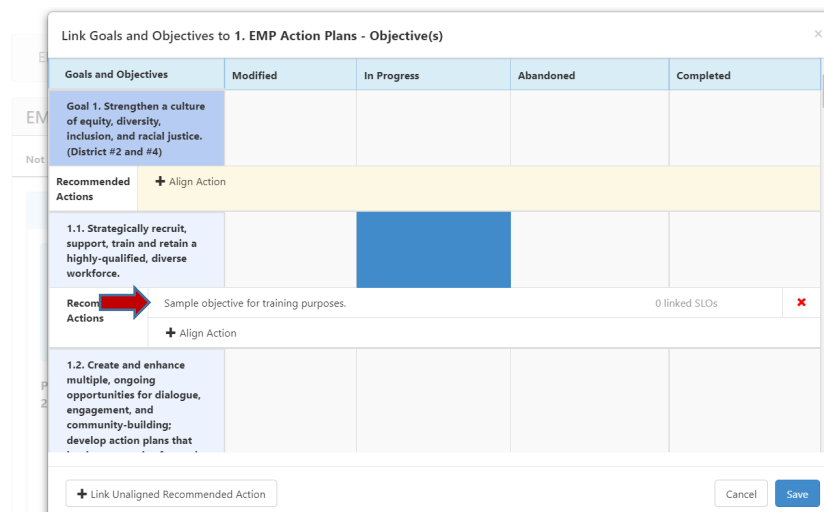 Link Goals and Objectives to 1. EMP Action Plans - Objective(s)
×
Goals and Objectives Modified In Progress Abandoned Completed
Goal 1. Strengthen a culture
of equity, diversity,
inclusion, and racial justice.
(District #2 and #4)
Recommended
Actions
+ Align Action
1.1. Strategically recruit,
support, train and retain a
highly-qualified, diverse
workforce.
Actions
Sample objective for training purposes. 0 linked SLOs ×
+ Align Action
1.2. Create and enhance
multiple, ongoing
opportunities for dialogue,
engagement, and
community-building;
develop action plans that
+ Link Unaligned Recommended Action
Cancel Save
EM
Not